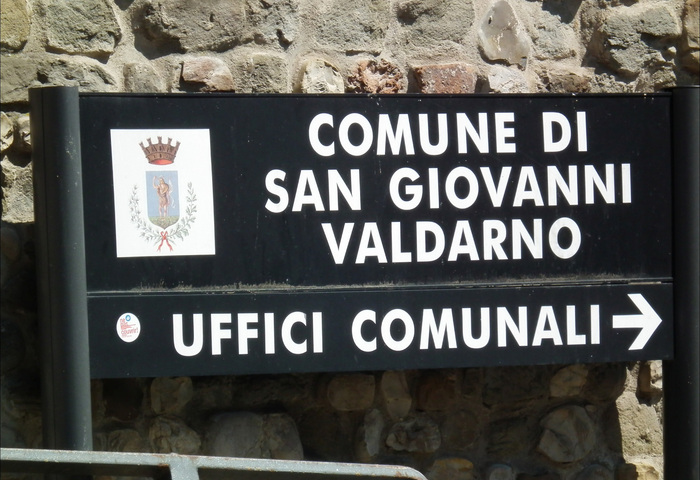 COMUNE DI
SAN GIOVANNI
VALDARNO
UFFICI COMUNALI